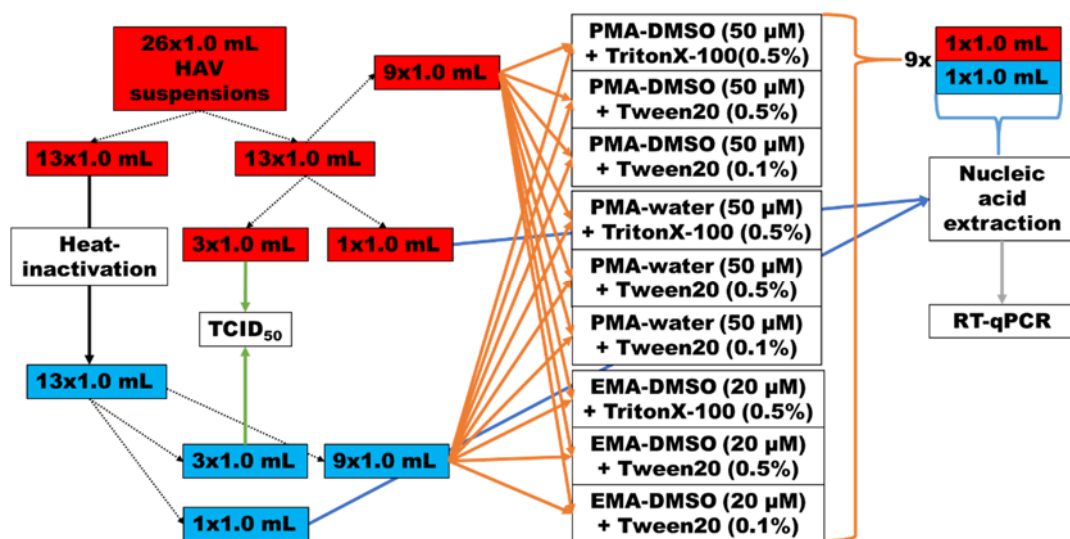 26x1.0 mL
HAV
suspensions
13x1.0 mL
13x1.0 mL
9x1.0 mL
Heat-
inactivation
3x1.0 mL
1x1.0 mL
TCID50
13x1.0 mL
3x1.0 mL
9x1.0 mL
1x1.0 mL
PMA-DMSO (50 µM)
+ TritonX-100(0.5%)
PMA-DMSO (50 µM)
+ Tween20 (0.5%)
PMA-DMSO (50 µM)
+ Tween20 (0.1%)
PMA-water (50 µM)
+ TritonX-100 (0.5%)
PMA-water (50 µM)
+ Tween20 (0.5%)
PMA-water (50 µM)
+ Tween20 (0.1%)
EMA-DMSO (20 µM)
+ TritonX-100 (0.5%)
EMA-DMSO (20 µM)
+ Tween20 (0.5%)
EMA-DMSO (20 µM)
+ Tween20 (0.1%)
9x
1x1.0 mL
1x1.0 mL
Nucleic
acid
extraction
RT-qPCR